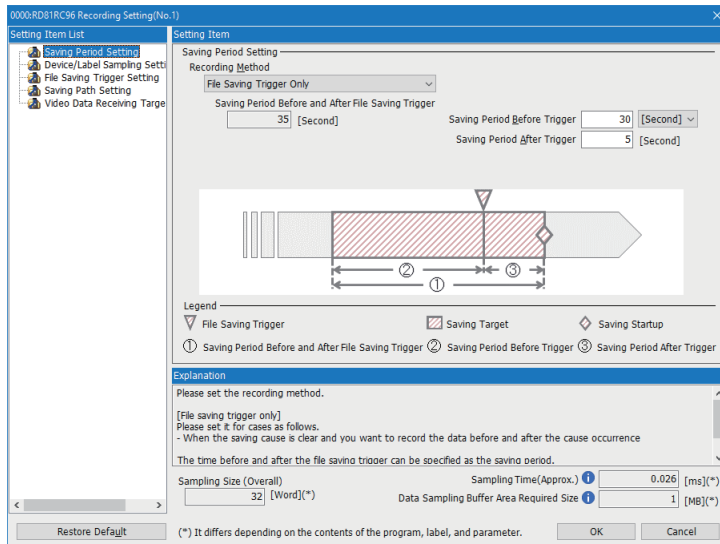 0000:RD81RC96 Recording Setting(No.1)
Setting Item List
Saving Period Setting
Device/Label Sampling Setti
File Saving Trigger Setting
Saving Path Setting
Video Data Receiving Targe
Setting Item
Saving Period Setting
Recording Method
File Saving Trigger Only
Saving Period Before and After File Saving Trigger
35 [Second]
Saving Period Before Trigger 30 [Second]
Saving Period After Trigger 5 [Second]
② ③
①
Legend
File Saving Trigger Saving Target Saving Startup
① Saving Period Before and After File Saving Trigger ② Saving Period Before Trigger ③ Saving Period After Trigger
Explanation
Please set the recording method.
[File saving trigger only]
Please set it for cases as follows.
- When the saving cause is clear and you want to record the data before and after the cause occurrence
The time before and after the file saving trigger can be specified as the saving period.
Sampling Size (Overall)
32 [Word](*)
Sampling Time(Approx.) 0.026 [ms](*)
Data Sampling Buffer Area Required Size 1 [MB](*)
Restore Default
(*) It differs depending on the contents of the program, label, and parameter.
OK
Cancel